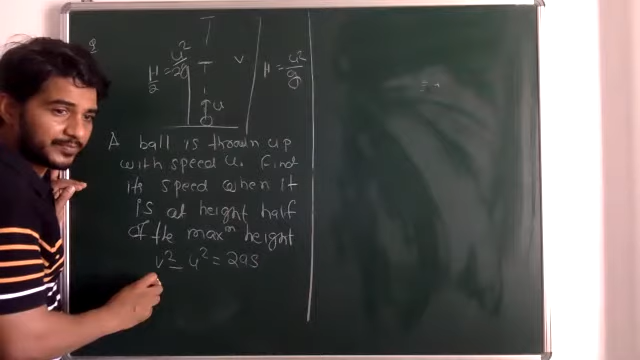 H/2 = u²/2g
v
H = u²/g
u
A ball is thrown up
with speed u. Find
its speed when it
is at height half
of the maxᵐ height
v² - u² = 2as